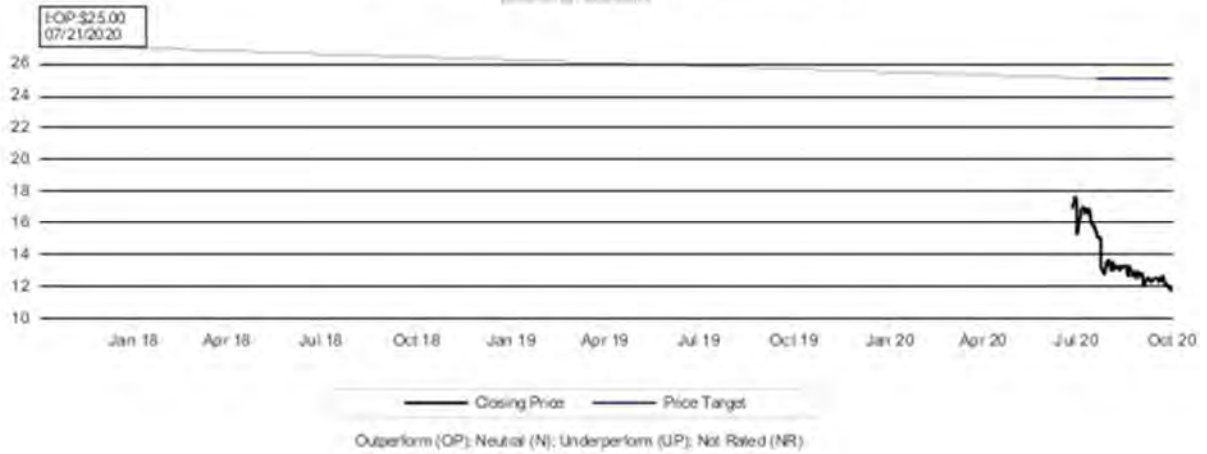 I:OP:$25.00
07/21/2020
26
24
22
20
18
16
14
12
10
Jan 18 Apr 18 Jul 18 Oct 18 Jan 19 Apr 19 Jul 19 Oct 19 Jan 20 Apr 20 Jul 20 Oct 20
Closing Price Price Target
Outperform (OP); Neutral (N); Underperform (UP); Not Rated (NR)